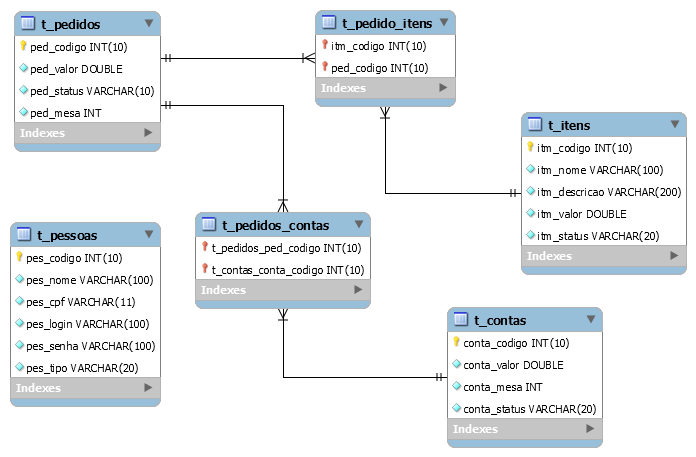 t_pedidos
ped_codigo INT(10)
ped_valor DOUBLE
ped_status VARCHAR(10)
ped_mesa INT
Indexes
t_pedido_itens
itm_codigo INT(10)
ped_codigo INT(10)
Indexes
t_itens
itm_codigo INT(10)
itm_nome VARCHAR(100)
itm_descricao VARCHAR(200)
itm_valor DOUBLE
itm_status VARCHAR(20)
Indexes
t_pessoas
pes_codigo INT(10)
pes_nome VARCHAR(100)
pes_cpf VARCHAR(11)
pes_login VARCHAR(100)
pes_senha VARCHAR(100)
pes_tipo VARCHAR(20)
Indexes
t_pedidos_contas
t_pedidos_ped_codigo INT(10)
t_contas_conta_codigo INT(10)
Indexes
t_contas
conta_codigo INT(10)
conta_valor DOUBLE
conta_mesa INT
conta_status VARCHAR(20)
Indexes